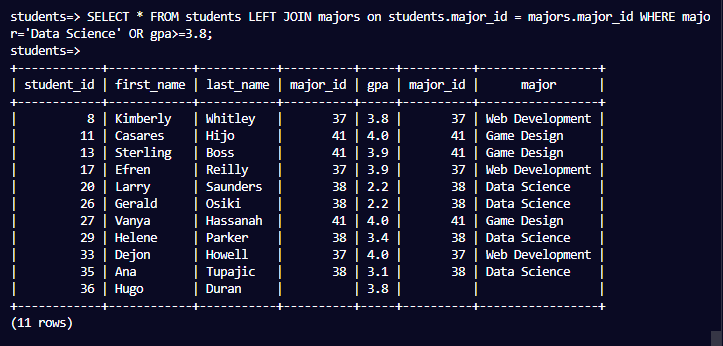 students=> SELECT * FROM students LEFT JOIN majors on students.major_id = majors.major_id WHERE majo
r='Data Science' OR gpa>=3.8;
students=>
+------------+------------+-----------+----------+-----+----------+-----------------+
| student_id | first_name | last_name | major_id | gpa | major_id |      major      |
+------------+------------+-----------+----------+-----+----------+-----------------+
|          8 | Kimberly   | Whitley   |       37 | 3.8 |       37 | Web Development |
|         11 | Casares    | Hijo      |       41 | 4.0 |       41 | Game Design     |
|         13 | Sterling   | Boss      |       41 | 3.9 |       41 | Game Design     |
|         17 | Efren      | Reilly    |       37 | 3.9 |       37 | Web Development |
|         20 | Larry      | Saunders  |       38 | 2.2 |       38 | Data Science    |
|         26 | Gerald     | Osiki     |       38 | 2.2 |       38 | Data Science    |
|         27 | Vanya      | Hassanah  |       41 | 4.0 |       41 | Game Design     |
|         29 | Helene     | Parker    |       38 | 3.4 |       38 | Data Science    |
|         33 | Dejon      | Howell    |       37 | 4.0 |       37 | Web Development |
|         35 | Ana        | Tupajic   |       38 | 3.1 |       38 | Data Science    |
|         36 | Hugo       | Duran     |          | 3.8 |          |                 |
+------------+------------+-----------+----------+-----+----------+-----------------+
(11 rows)